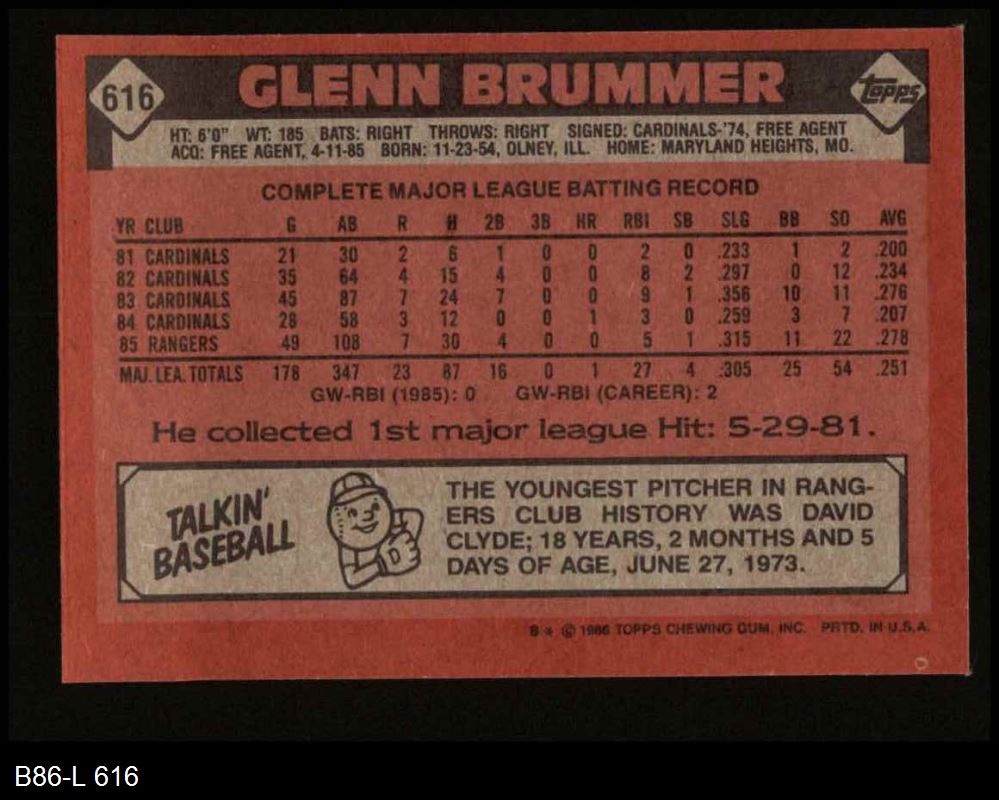 616 GLENN BRUMMER Topps
HT: 6'0" WT: 185 BATS: RIGHT THROWS: RIGHT SIGNED: CARDINALS-'74, FREE AGENT
ACQ: FREE AGENT, 4-11-85 BORN: 11-23-54, OLNEY, ILL. HOME: MARYLAND HEIGHTS, MO.
COMPLETE MAJOR LEAGUE BATTING RECORD
YR CLUB G AB R H 2B 3B HR RBI SB SLG BB SO AVG
81 CARDINALS 21 30 2 6 1 0 0 2 0 .233 1 2 .200
82 CARDINALS 35 64 4 15 4 0 0 8 2 .297 0 12 .234
83 CARDINALS 45 87 7 24 7 0 0 9 1 .356 10 11 .276
84 CARDINALS 28 58 3 12 0 0 1 3 0 .259 3 7 .207
85 RANGERS 49 108 7 30 4 0 0 5 1 .315 11 22 .278
MAJ. LEA. TOTALS 178 347 23 87 16 0 1 27 4 .305 25 54 .251
GW-RBI (1985): 0 GW-RBI (CAREER): 2
He collected 1st major league Hit: 5-29-81.
TALKIN'
BASEBALL
THE YOUNGEST PITCHER IN RANG-
ERS CLUB HISTORY WAS DAVID
CLYDE; 18 YEARS, 2 MONTHS AND 5
DAYS OF AGE, JUNE 27, 1973.
B * © 1986 TOPPS CHEWING GUM, INC. PRTD. IN U.S.A.
B86-L 616